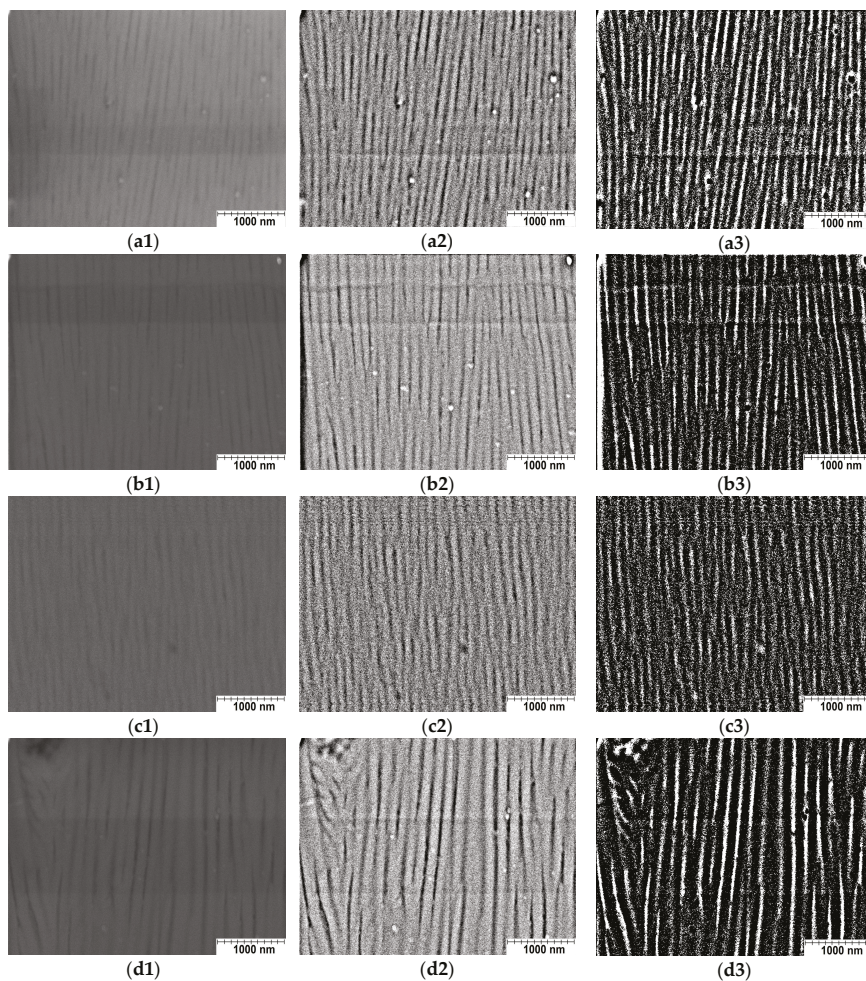 1000 nm 1000 nm 1000 nm
(a1) (a2) (a3)
1000 nm 1000 nm 1000 nm
(b1) (b2) (b3)
1000 nm 1000 nm 1000 nm
(c1) (c2) (c3)
1000 nm 1000 nm 1000 nm
(d1) (d2) (d3)